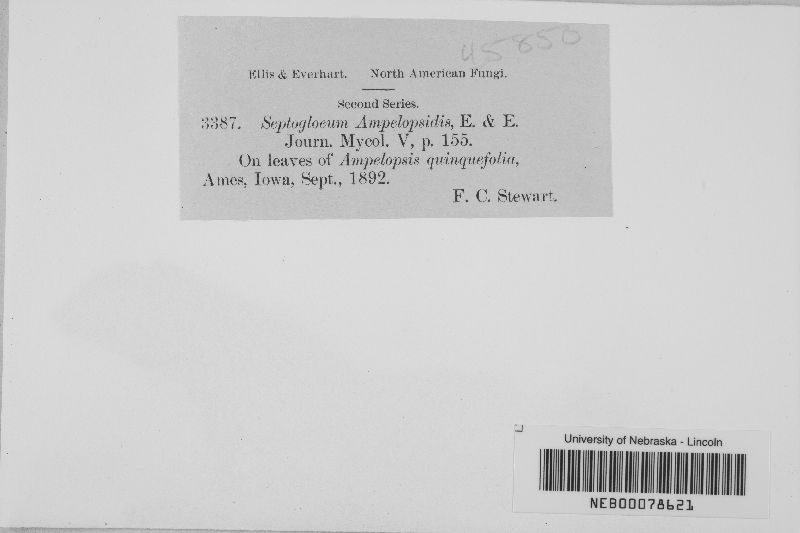 45850
Ellis & Everhart. North American Fungi.
Second Series.
3387. Septogloeum Ampelopsidis, E. & E.
Journ. Mycol. V, p. 155.
On leaves of Ampelopsis quinquefolia,
Ames, Iowa, Sept., 1892.
F. C. Stewart.
University of Nebraska - Lincoln
NEB00078621